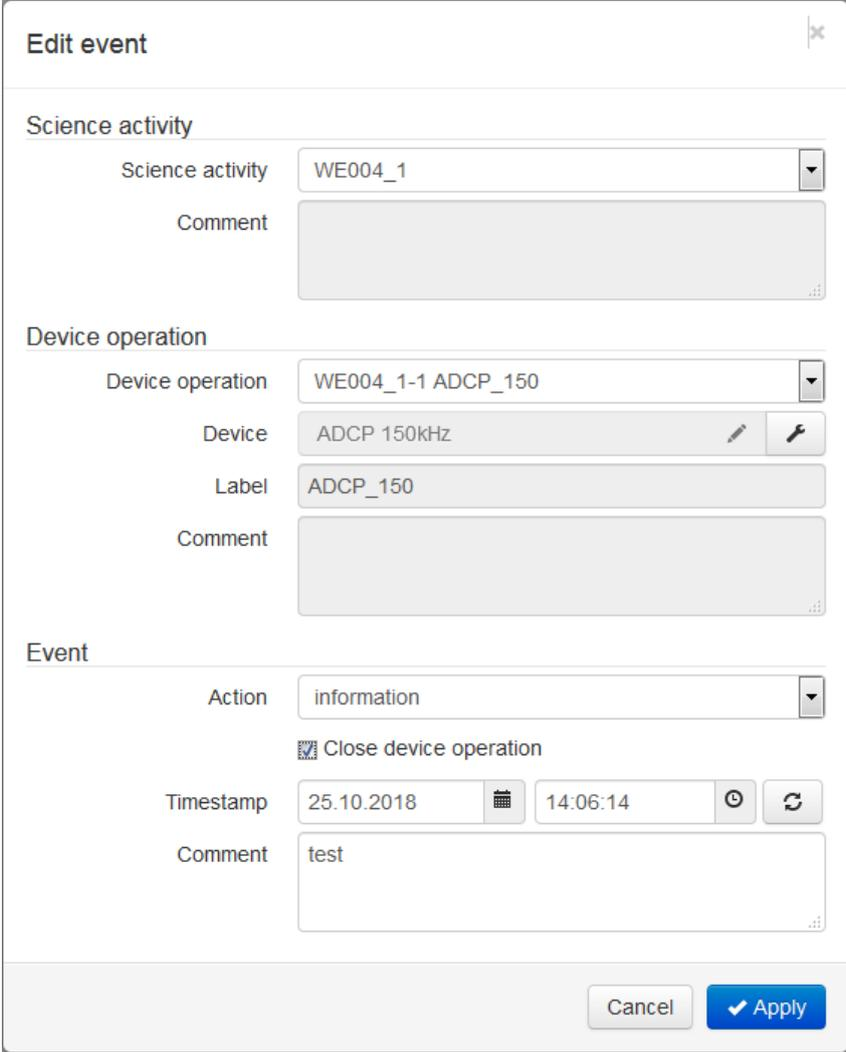 Edit event
Science activity
Science activity WE004_1
Comment
Device operation
Device operation WE004_1-1 ADCP_150
Device ADCP 150kHz
Label ADCP_150
Comment
Event
Action information
Close device operation
Timestamp 25.10.2018 14:06:14
Comment test
Cancel Apply